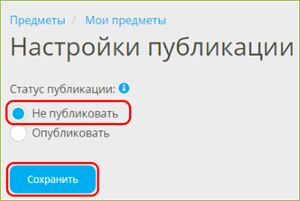 Предметы / Мои предметы
Настройки публикации
Статус публикации:
Не публиковать
Опубликовать
Сохранить